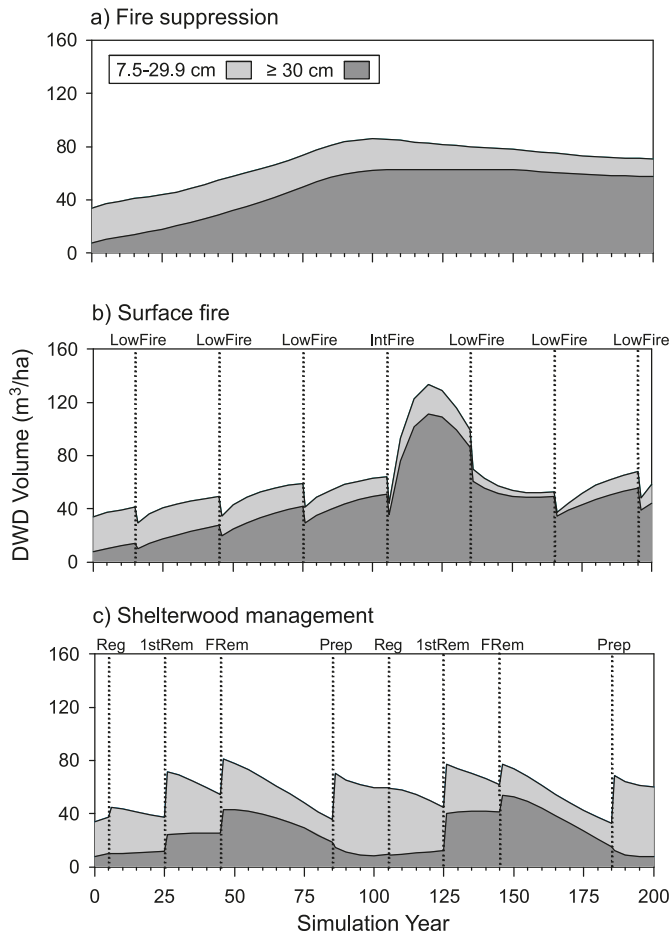 a) Fire suppression
160
7.5-29.9 cm ≥ 30 cm
120
80
40
0
b) Surface fire
LowFire LowFire LowFire IntFire LowFire LowFire LowFire
160
120
80
40
0
DWD Volume (m³/ha)
c) Shelterwood management
Reg 1stRem FRem Prep Reg 1stRem FRem Prep
160
120
80
40
0
0 25 50 75 100 125 150 175 200
Simulation Year